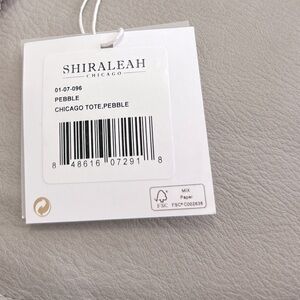 SHIRALEAH
CHICAGO
01-07-096
PEBBLE
CHICAGO TOTE,PEBBLE
8 48616 07291 8
MIX
Paper
FSC
FSC® C002636